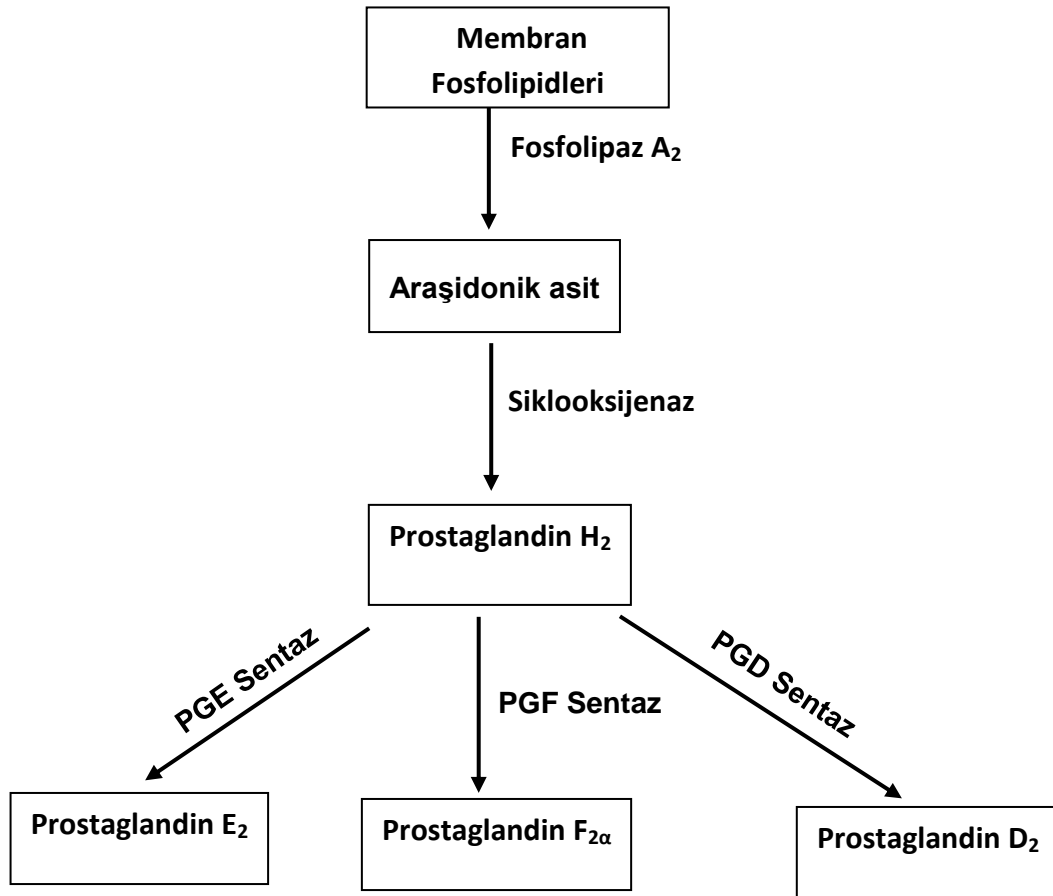 Membran
Fosfolipidleri
Fosfolipaz A₂
Araşidonik asit
Siklooksijenaz
Prostaglandin H₂
PGE Sentaz
PGF Sentaz
PGD Sentaz
Prostaglandin E₂
Prostaglandin F₂α
Prostaglandin D₂